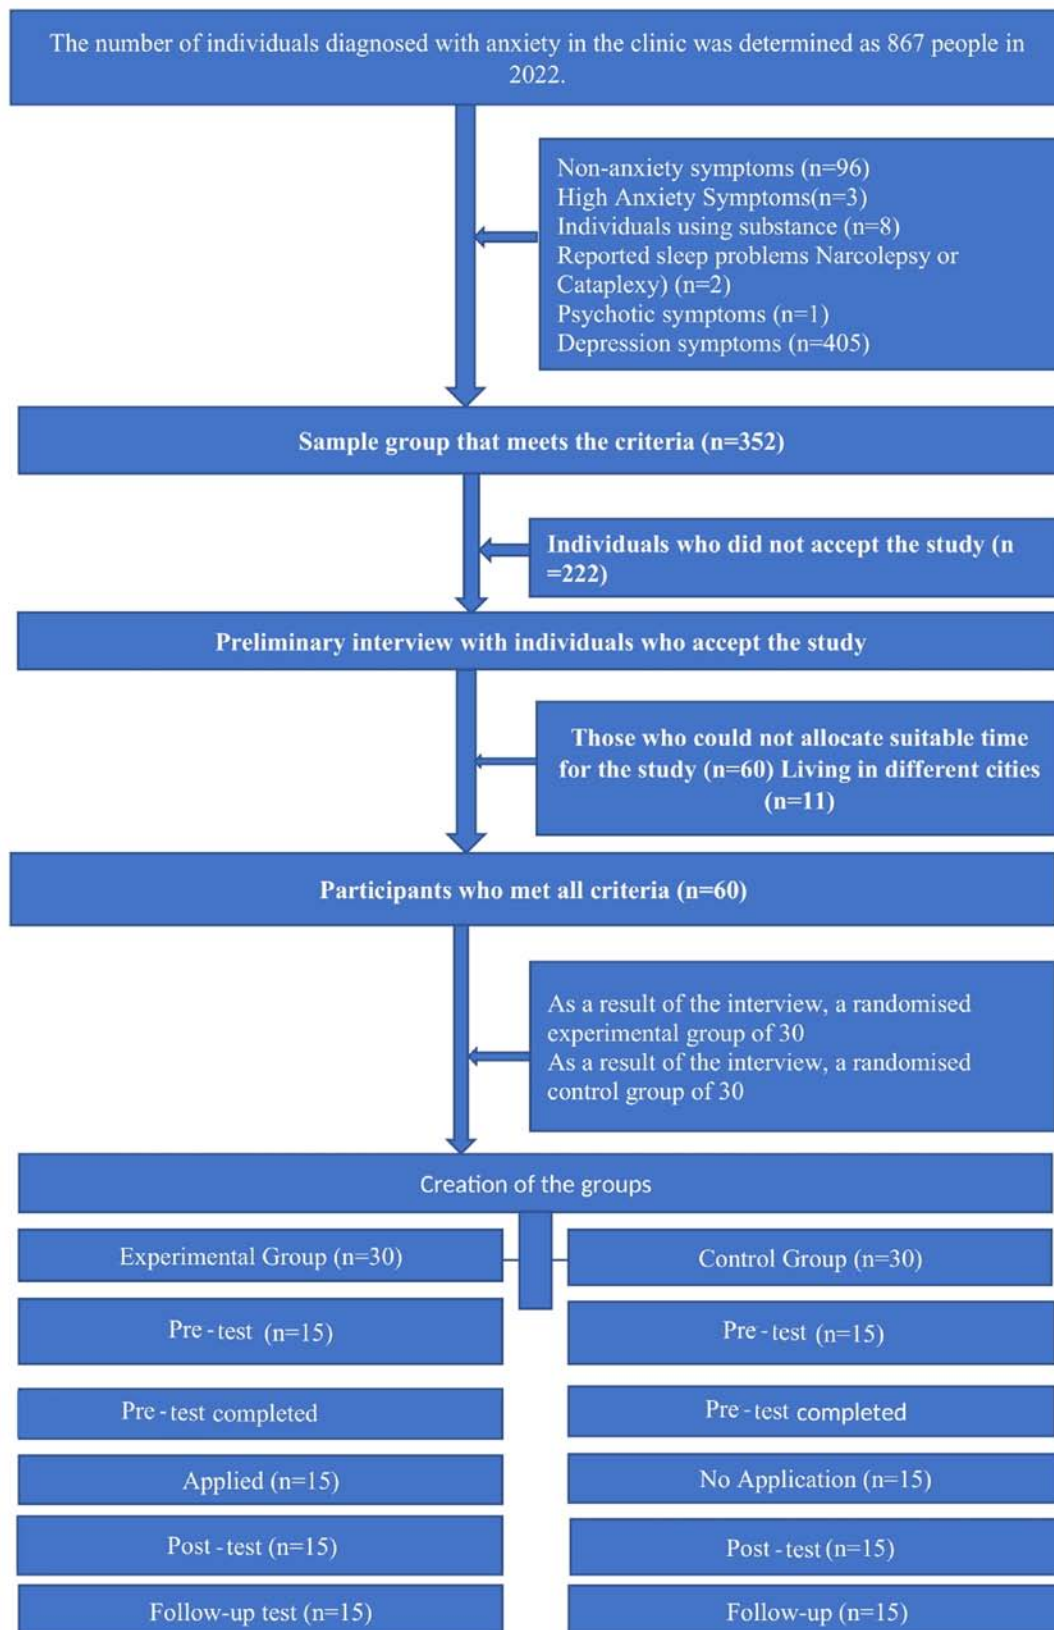 The number of individuals diagnosed with anxiety in the clinic was determined as 867 people in
2022.
Non-anxiety symptoms (n=96)
High Anxiety Symptoms(n=3)
Individuals using substance (n=8)
Reported sleep problems Narcolepsy or
Cataplexy) (n=2)
Psychotic symptoms (n=1)
Depression symptoms (n=405)
Sample group that meets the criteria (n=352)
Individuals who did not accept the study (n
=222)
Preliminary interview with individuals who accept the study
Those who could not allocate suitable time
for the study (n=60) Living in different cities
(n=11)
Participants who met all criteria (n=60)
As a result of the interview, a randomised
experimental group of 30
As a result of the interview, a randomised
control group of 30
Creation of the groups
Experimental Group (n=30)
Control Group (n=30)
Pre-test (n=15)
Pre-test (n=15)
Pre-test completed
Pre-test completed
Applied (n=15)
No Application (n=15)
Post-test (n=15)
Post-test (n=15)
Follow-up test (n=15)
Follow-up (n=15)